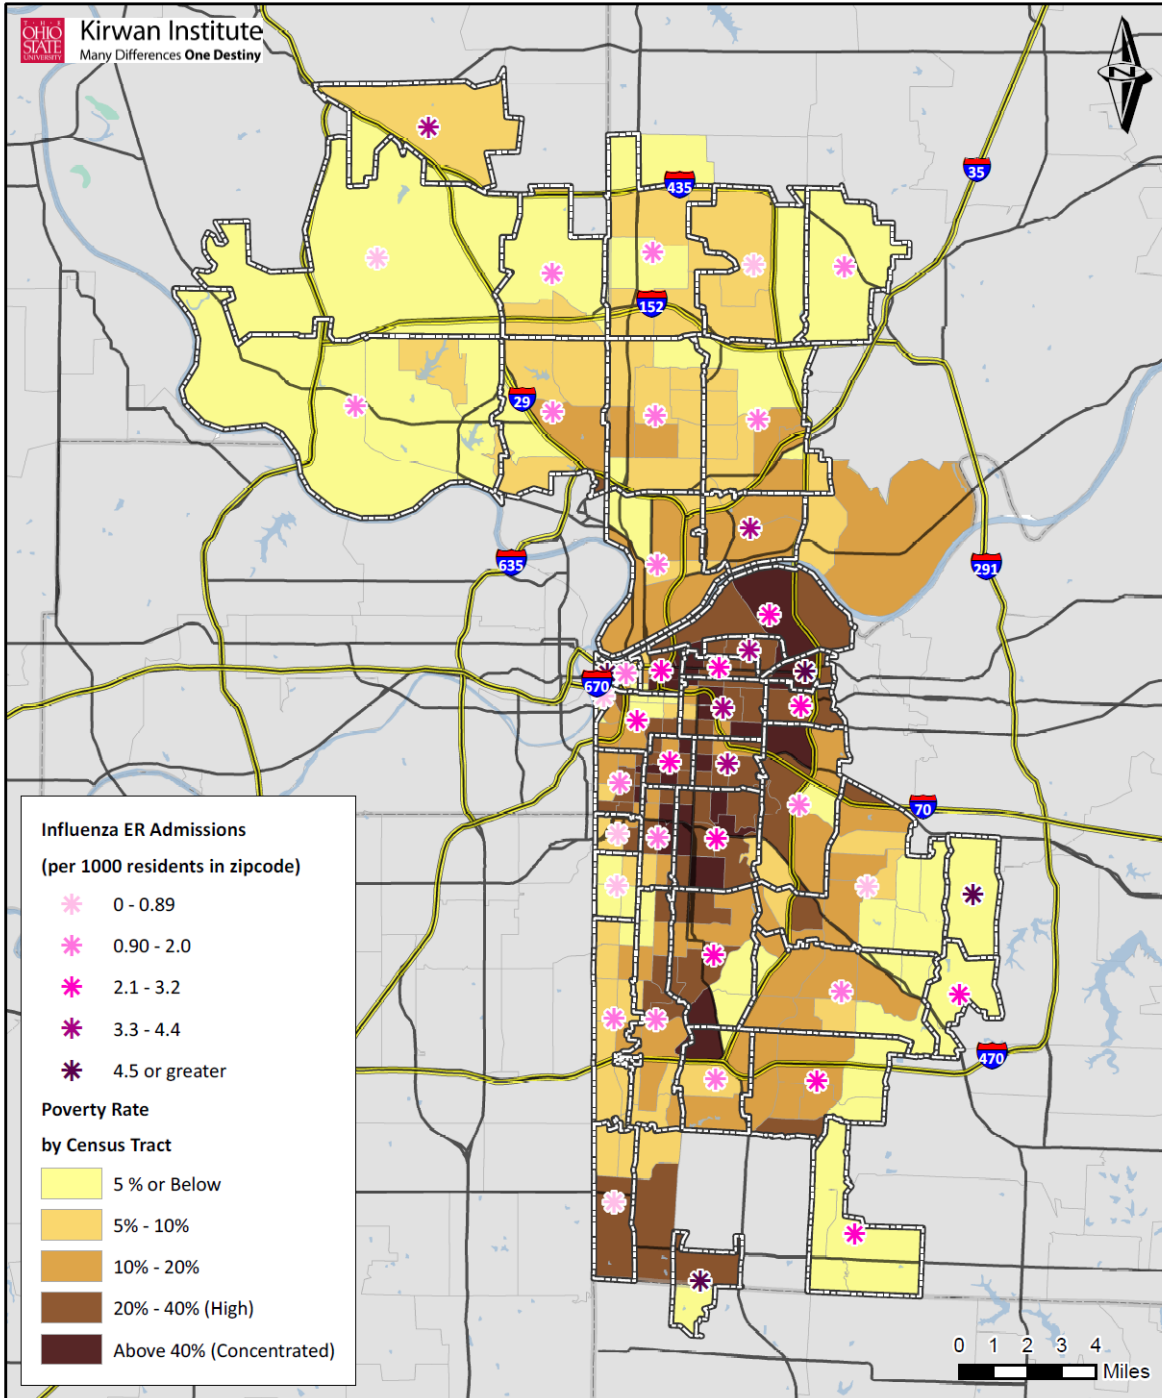 T · H · E
OHIO
STATE
UNIVERSITY
Kirwan Institute
Many Differences One Destiny
N
435
35
152
29
635
291
670
70
470
Influenza ER Admissions
(per 1000 residents in zipcode)
0 - 0.89
0.90 - 2.0
2.1 - 3.2
3.3 - 4.4
4.5 or greater
Poverty Rate
by Census Tract
5 % or Below
5% - 10%
10% - 20%
20% - 40% (High)
Above 40% (Concentrated)
0 1 2 3 4
Miles